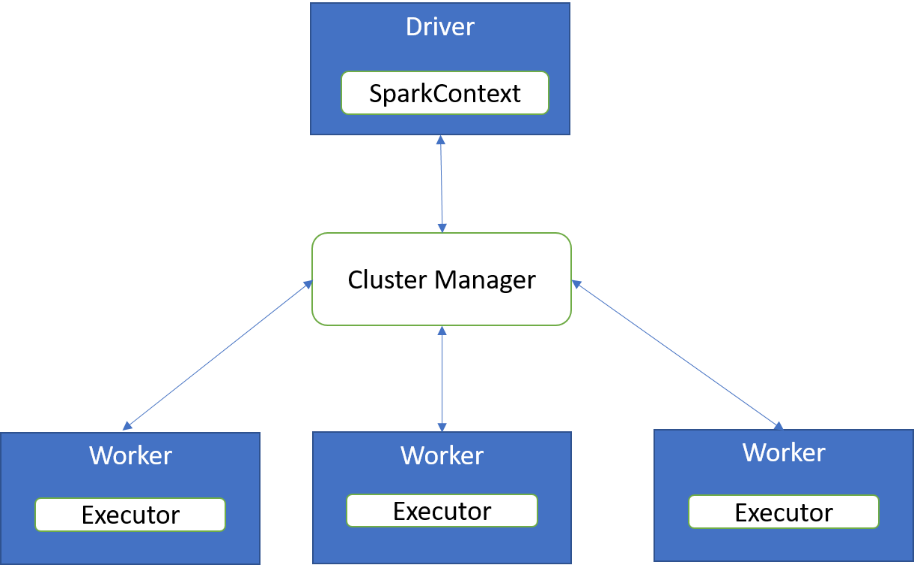 Driver
SparkContext
Cluster Manager
Worker
Executor
Worker
Executor
Worker
Executor